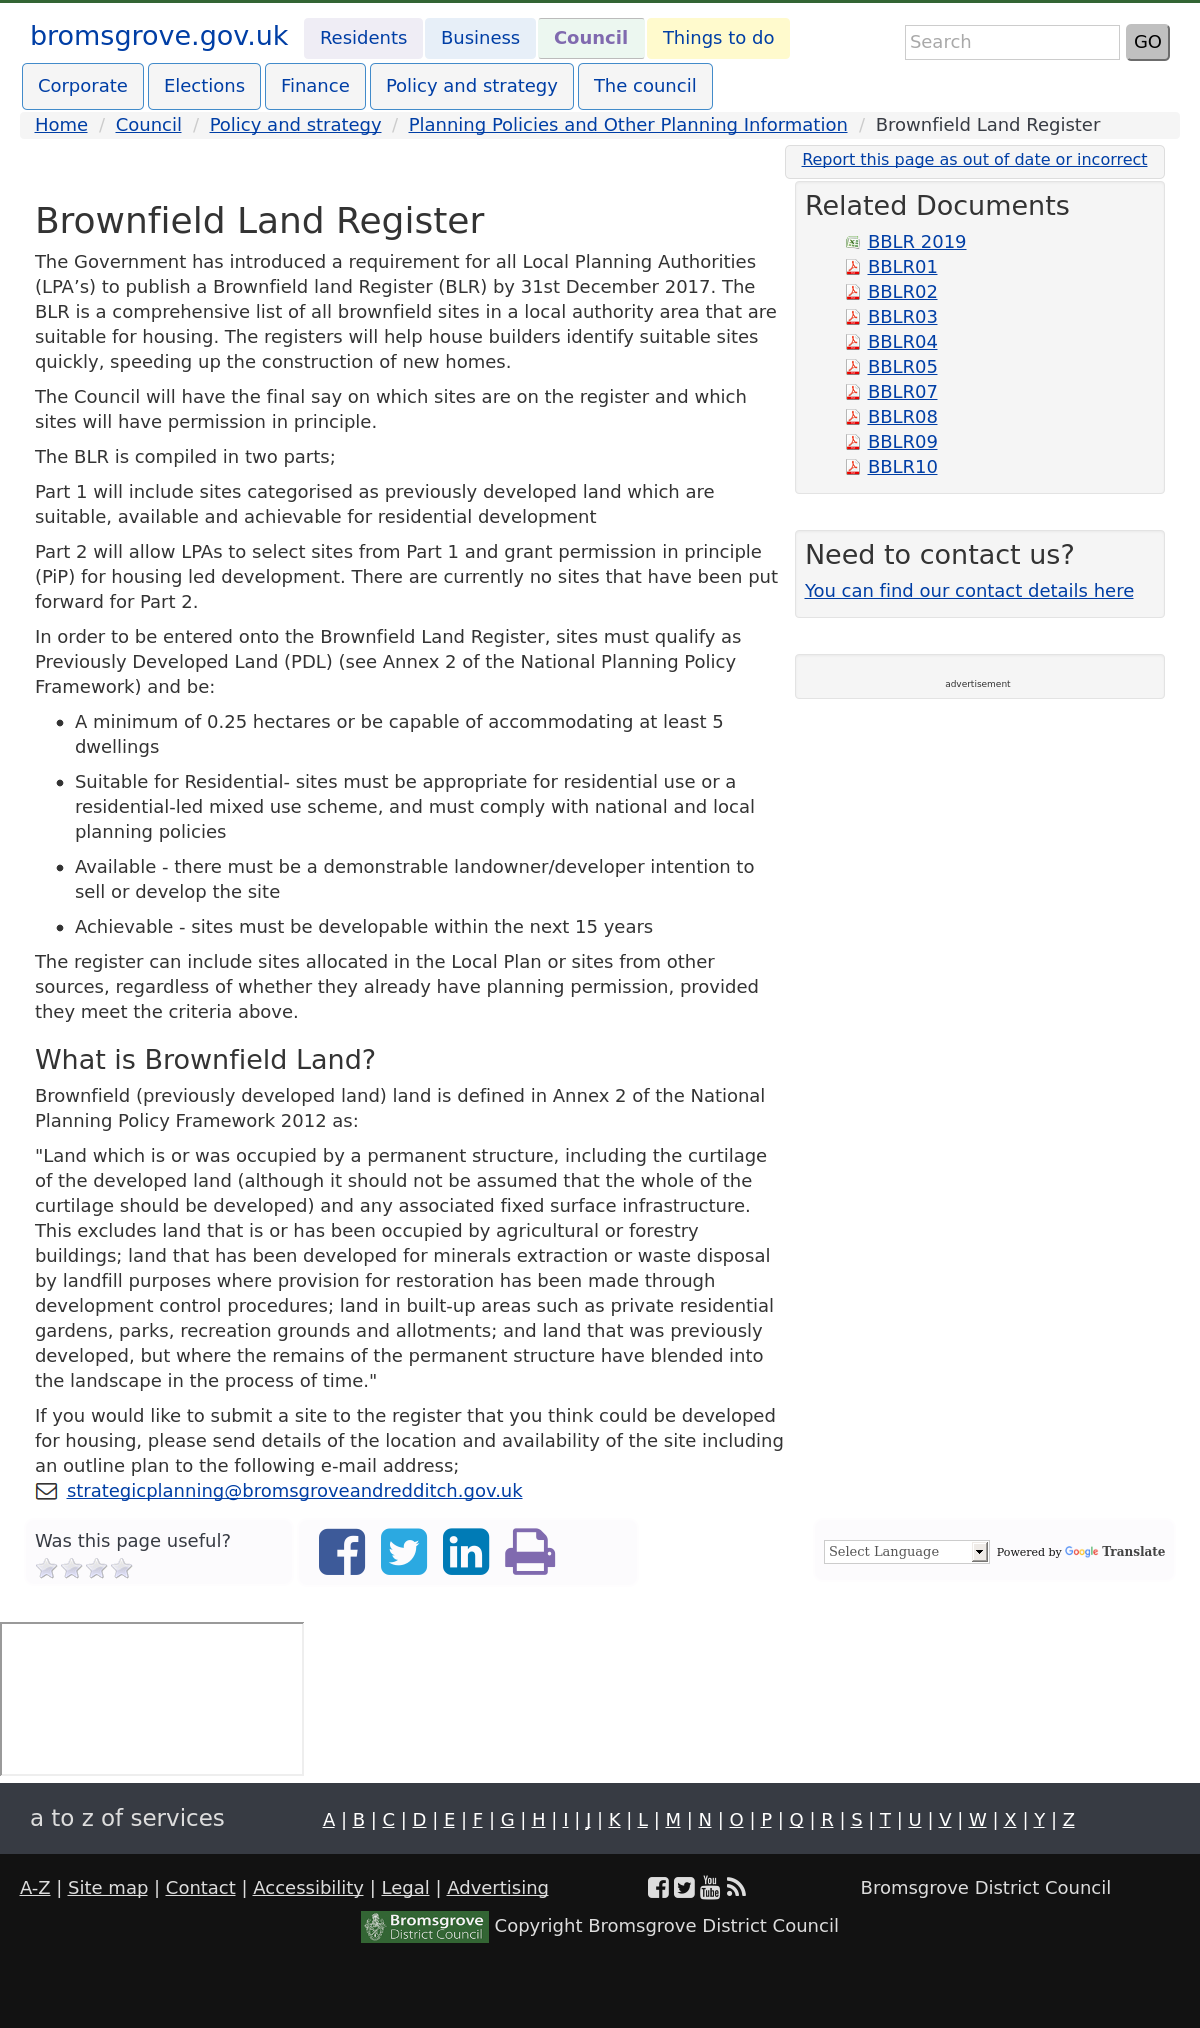 bromsgrove.gov.uk
Residents
Business
Council
Things to do
Search
GO
Corporate
Elections
Finance
Policy and strategy
The council
Home / Council / Policy and strategy / Planning Policies and Other Planning Information / Brownfield Land Register
Report this page as out of date or incorrect
Brownfield Land Register
The Government has introduced a requirement for all Local Planning Authorities
(LPA’s) to publish a Brownfield land Register (BLR) by 31st December 2017. The
BLR is a comprehensive list of all brownfield sites in a local authority area that are
suitable for housing. The registers will help house builders identify suitable sites
quickly, speeding up the construction of new homes.
The Council will have the final say on which sites are on the register and which
sites will have permission in principle.
The BLR is compiled in two parts;
Part 1 will include sites categorised as previously developed land which are
suitable, available and achievable for residential development
Part 2 will allow LPAs to select sites from Part 1 and grant permission in principle
(PiP) for housing led development. There are currently no sites that have been put
forward for Part 2.
In order to be entered onto the Brownfield Land Register, sites must qualify as
Previously Developed Land (PDL) (see Annex 2 of the National Planning Policy
Framework) and be:
• A minimum of 0.25 hectares or be capable of accommodating at least 5
dwellings
• Suitable for Residential- sites must be appropriate for residential use or a
residential-led mixed use scheme, and must comply with national and local
planning policies
• Available - there must be a demonstrable landowner/developer intention to
sell or develop the site
• Achievable - sites must be developable within the next 15 years
The register can include sites allocated in the Local Plan or sites from other
sources, regardless of whether they already have planning permission, provided
they meet the criteria above.
What is Brownfield Land?
Brownfield (previously developed land) land is defined in Annex 2 of the National
Planning Policy Framework 2012 as:
"Land which is or was occupied by a permanent structure, including the curtilage
of the developed land (although it should not be assumed that the whole of the
curtilage should be developed) and any associated fixed surface infrastructure.
This excludes land that is or has been occupied by agricultural or forestry
buildings; land that has been developed for minerals extraction or waste disposal
by landfill purposes where provision for restoration has been made through
development control procedures; land in built-up areas such as private residential
gardens, parks, recreation grounds and allotments; and land that was previously
developed, but where the remains of the permanent structure have blended into
the landscape in the process of time."
If you would like to submit a site to the register that you think could be developed
for housing, please send details of the location and availability of the site including
an outline plan to the following e-mail address;
strategicplanning@bromsgroveandredditch.gov.uk
Related Documents
BBLR 2019
BBLR01
BBLR02
BBLR03
BBLR04
BBLR05
BBLR07
BBLR08
BBLR09
BBLR10
Need to contact us?
You can find our contact details here
advertisement
Was this page useful?
Select Language
Powered by Google Translate
a to z of services
A | B | C | D | E | F | G | H | I | J | K | L | M | N | O | P | Q | R | S | T | U | V | W | X | Y | Z
A-Z | Site map | Contact | Accessibility | Legal | Advertising
You Tube
Bromsgrove District Council
Bromsgrove
District Council
Copyright Bromsgrove District Council